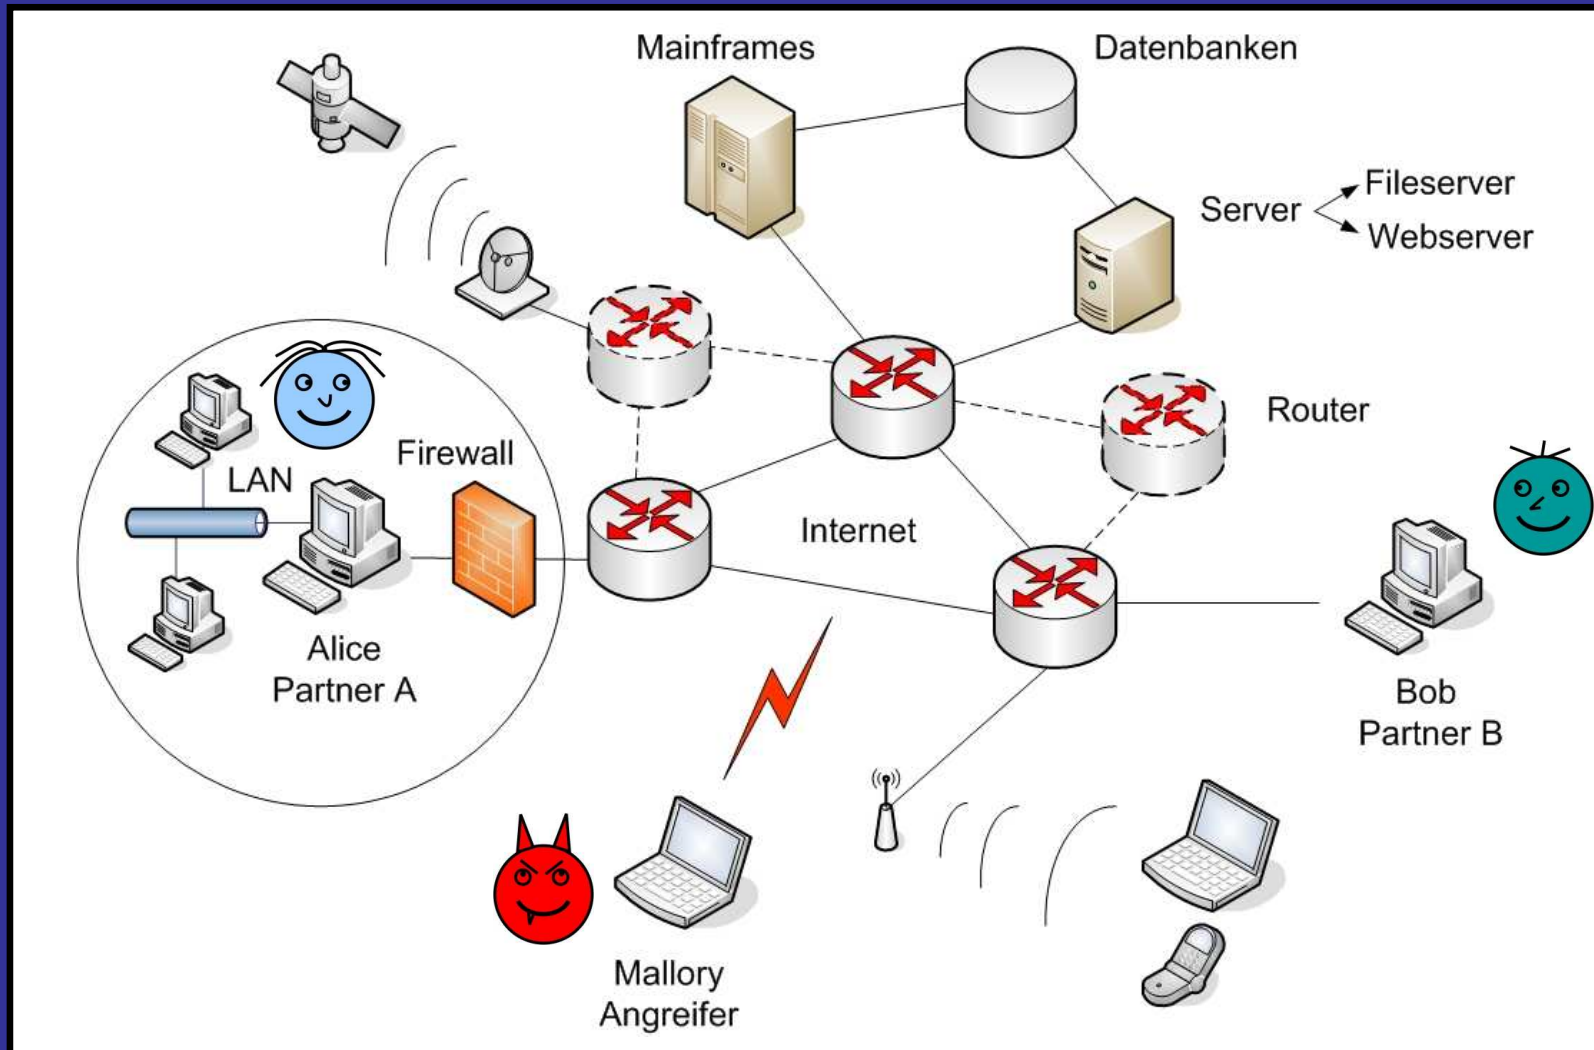 Mainframes
Datenbanken
Server
Fileserver
Webserver
Router
Firewall
LAN
Internet
Alice
Partner A
Bob
Partner B
Mallory
Angreifer